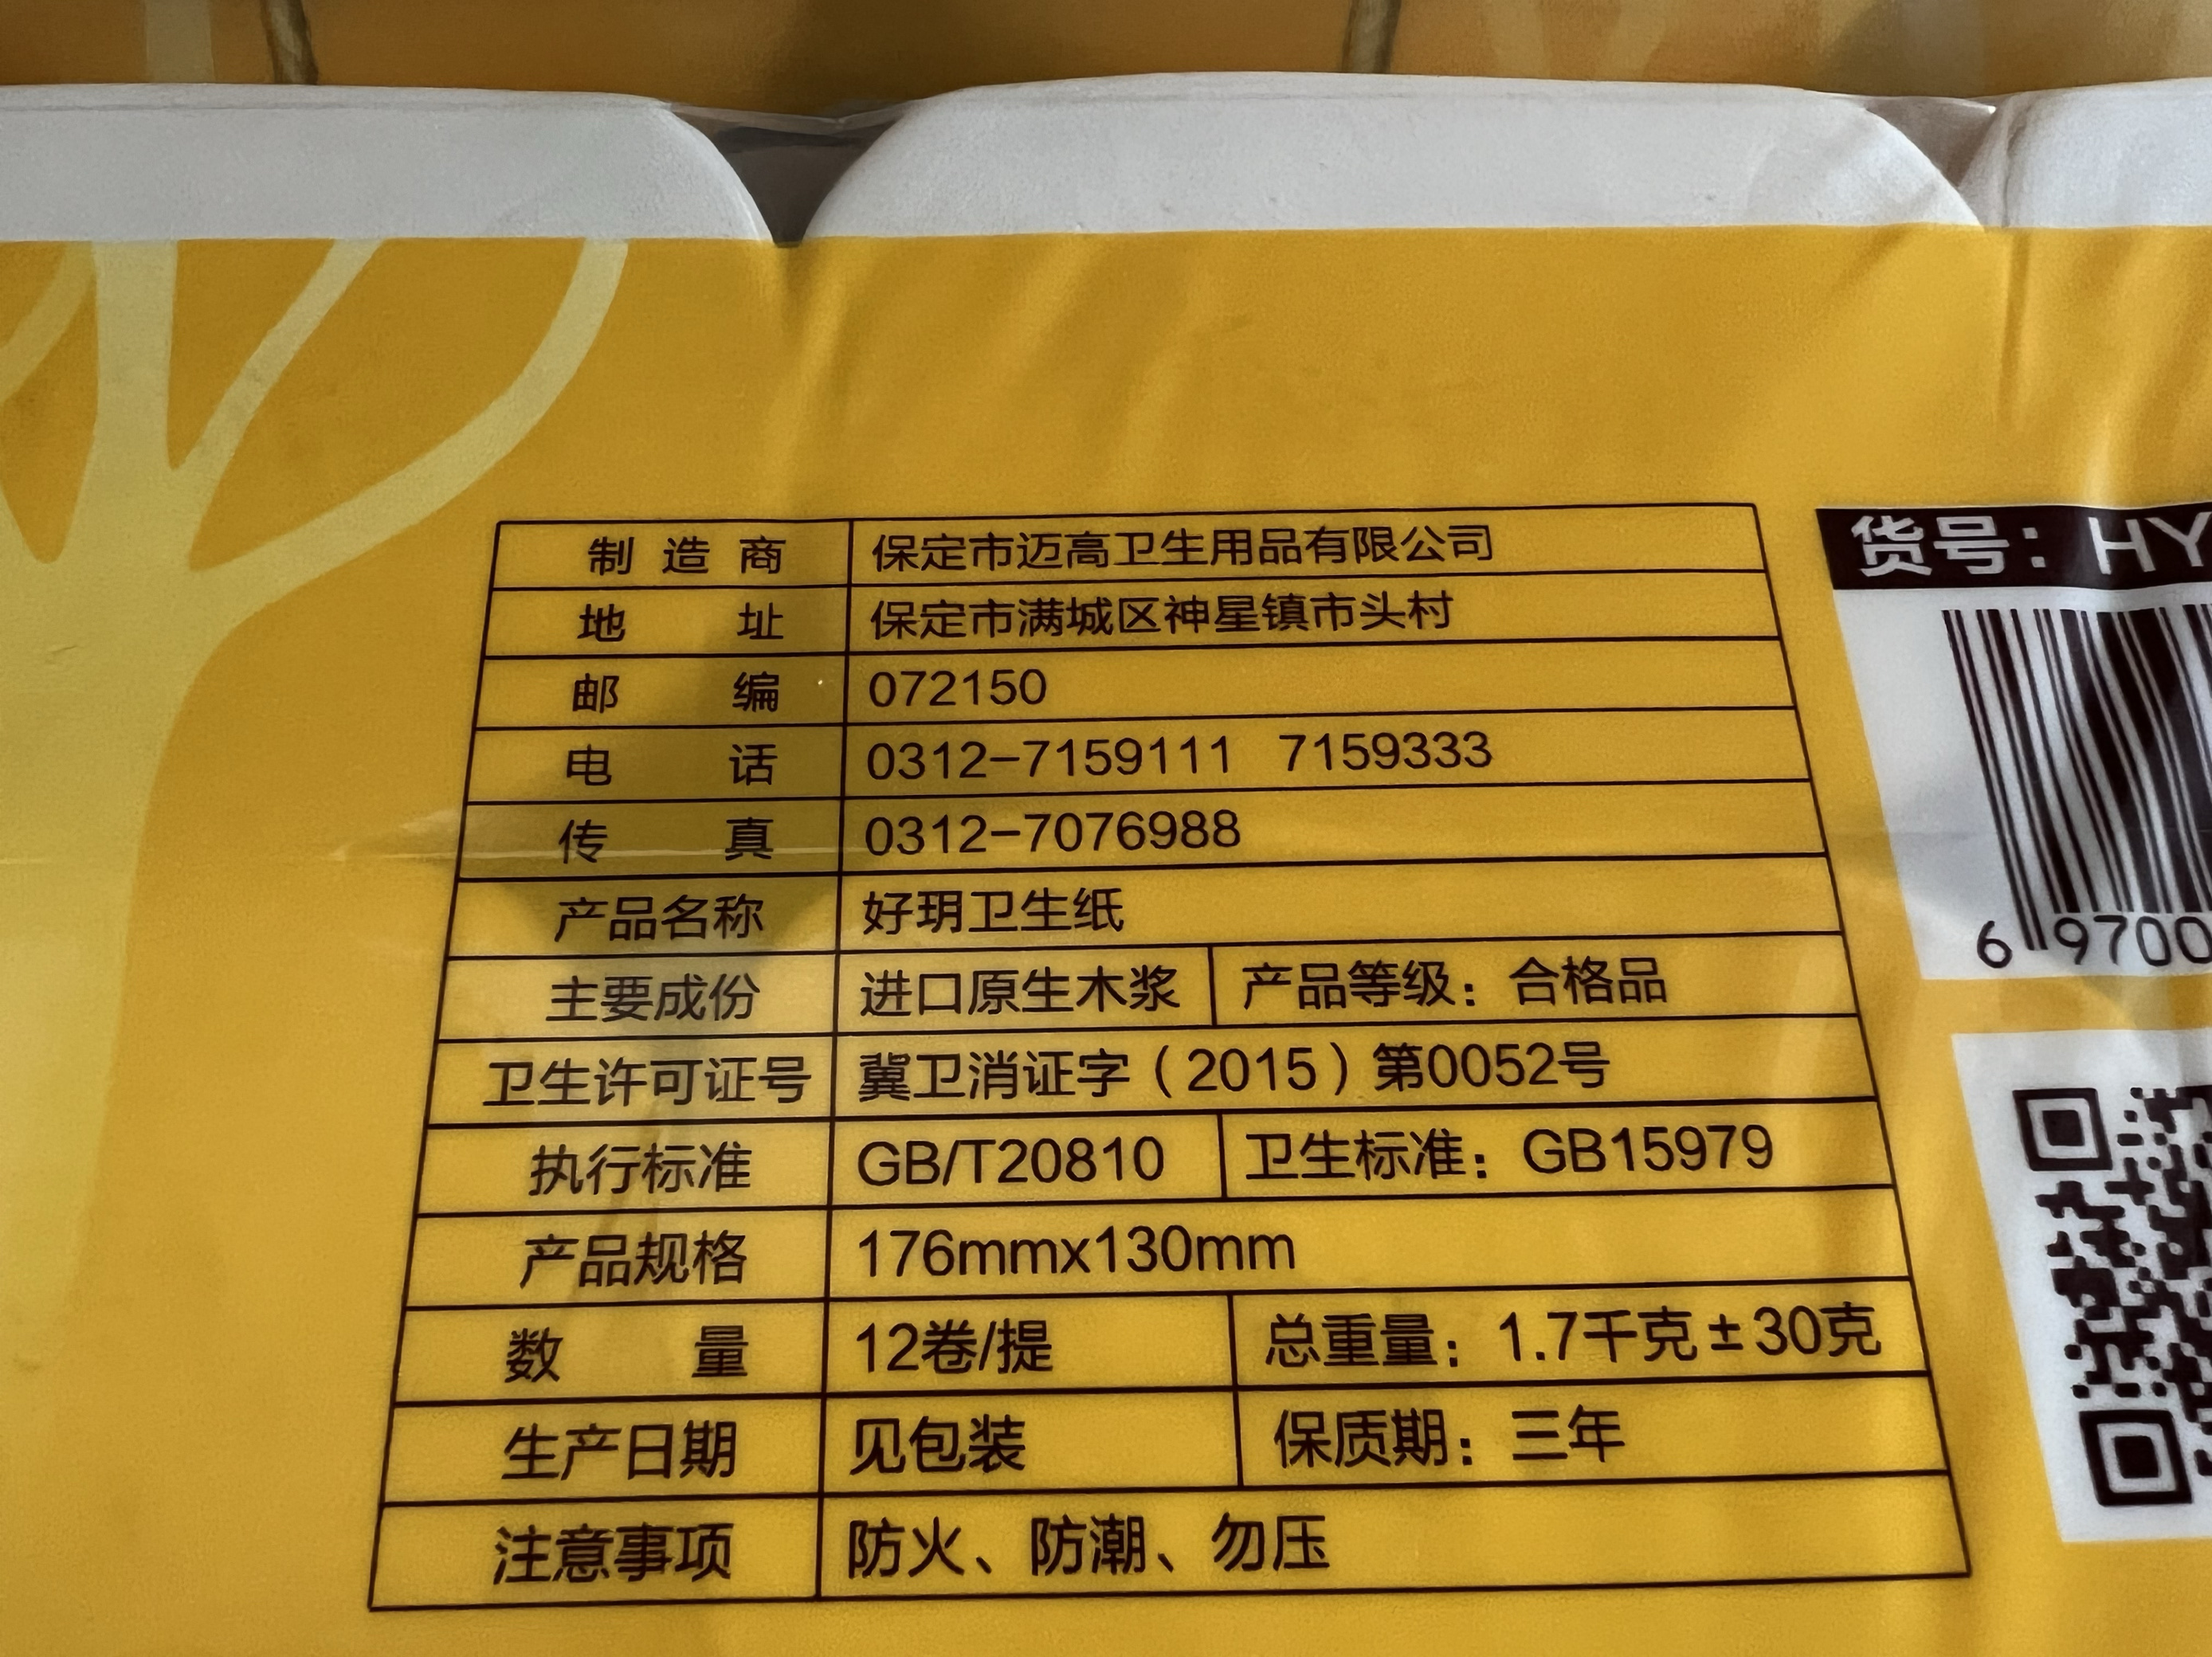 制造商 保定市迈高卫生用品有限公司
地址 保定市满城区神星镇市头村
邮编 072150
电话 0312-7159111 7159333
传真 0312-7076988
产品名称 好玥卫生纸
主要成份 进口原生木浆 产品等级：合格品
卫生许可证号 冀卫消证字（2015）第0052号
执行标准 GB/T20810 卫生标准：GB15979
产品规格 176mmx130mm
数量 12卷/提 总重量：1.7千克±30克
生产日期 见包装 保质期：三年
注意事项 防火、防潮、勿压
货号：HY
6 9700